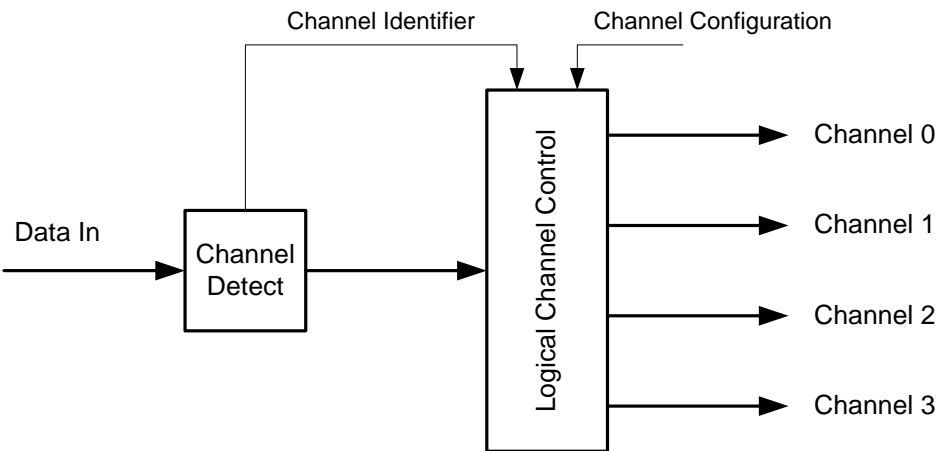 Channel Identifier
Channel Configuration
Data In
Channel
Detect
Logical Channel Control
Channel 0
Channel 1
Channel 2
Channel 3